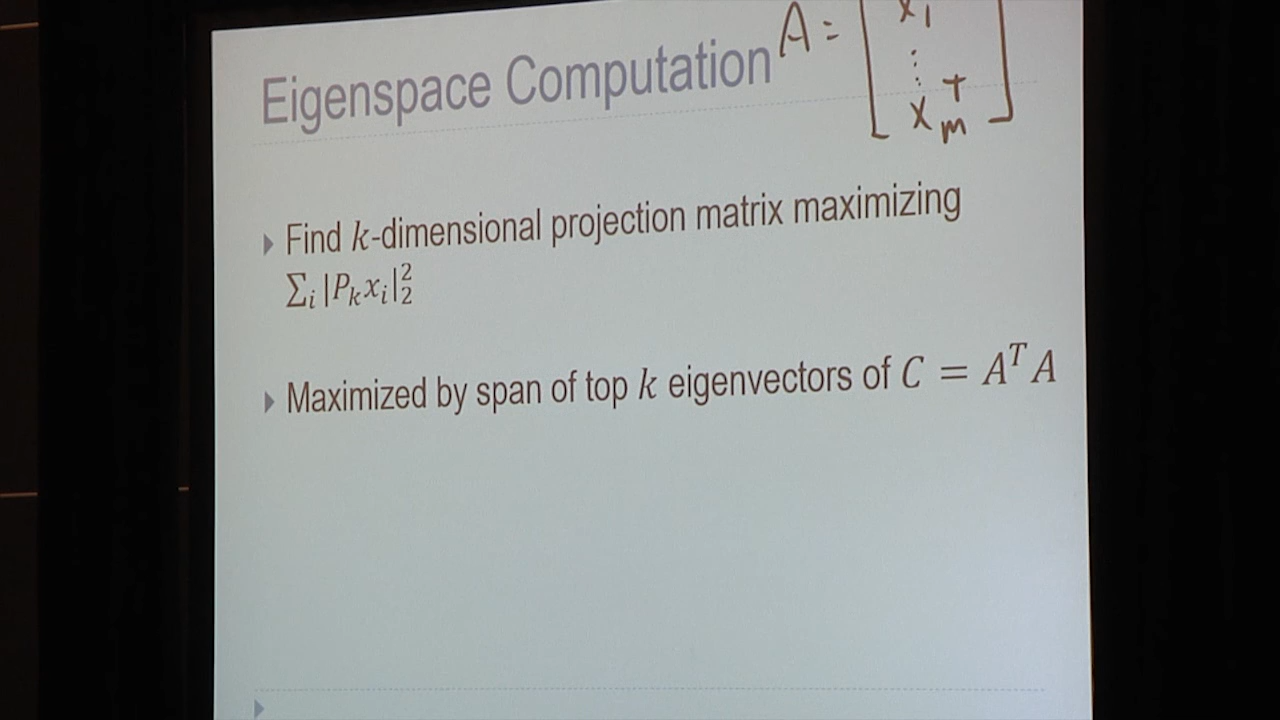 Eigenspace Computation A = [ x₁
⋮
xₘᵀ ]
Find k-dimensional projection matrix maximizing
∑ᵢ |Pₖxᵢ|₂²
Maximized by span of top k eigenvectors of C = AᵀA